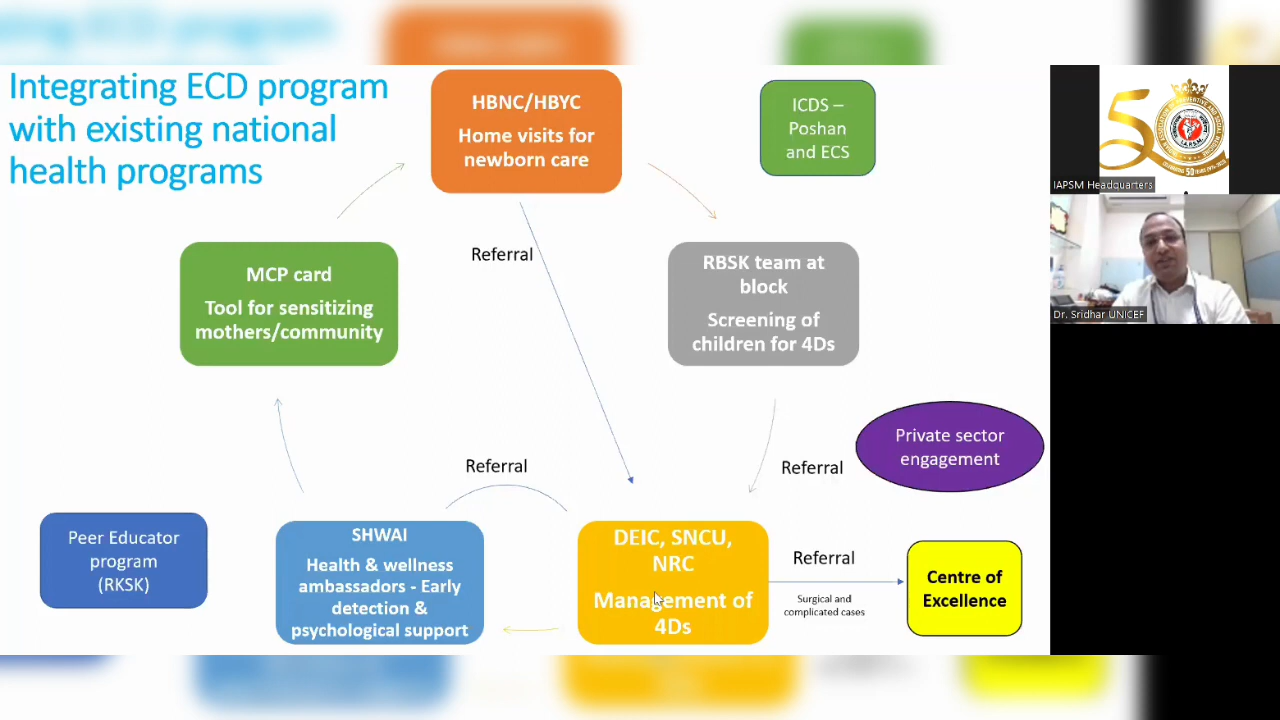 Integrating ECD program
with existing national
health programs
HBNC/HBYC
Home visits for
newborn care
ICDS –
Poshan
and ECS
MCP card
Tool for sensitizing
mothers/community
Referral
RBSK team at
block
Screening of
children for 4Ds
Private sector
engagement
Referral
Referral
Peer Educator
program
(RKSK)
SHWAI
Health & wellness
ambassadors - Early
detection &
psychological support
DEIC, SNCU,
NRC
Management of
4Ds
Referral
Surgical and
complicated cases
Centre of
Excellence
50
IAPSM Headquarters
Dr. Sridhar UNICEF